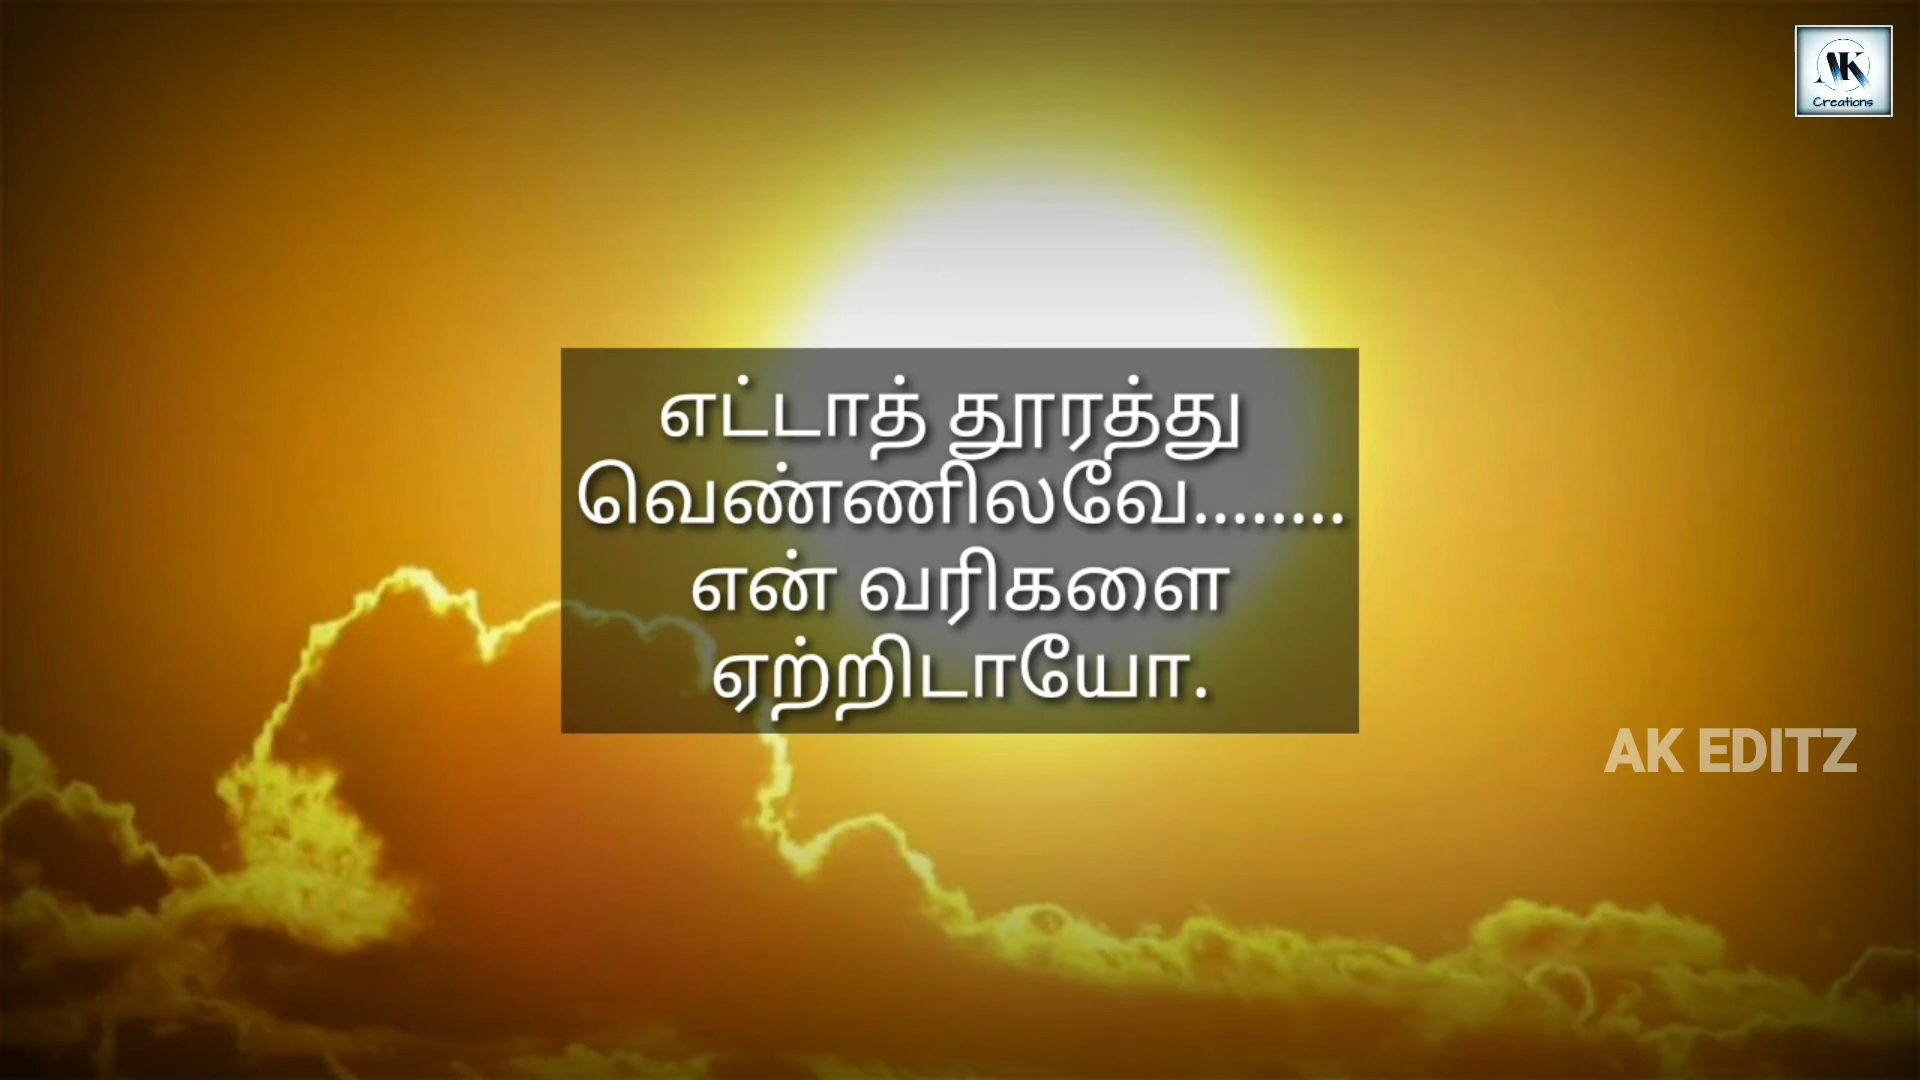 AK
Creations
எட்டாத் தூரத்து
வெண்ணிலவே........
என் வரிகளை
ஏற்றிடாயோ.
AK EDITZ